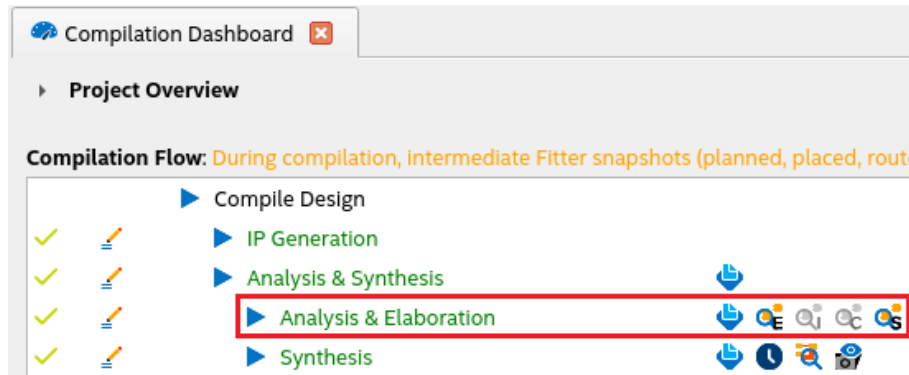 Compilation Dashboard
Project Overview
Compilation Flow: During compilation, intermediate Fitter snapshots (planned, placed, rout
Compile Design
IP Generation
Analysis & Synthesis
Analysis & Elaboration E J C S
Synthesis